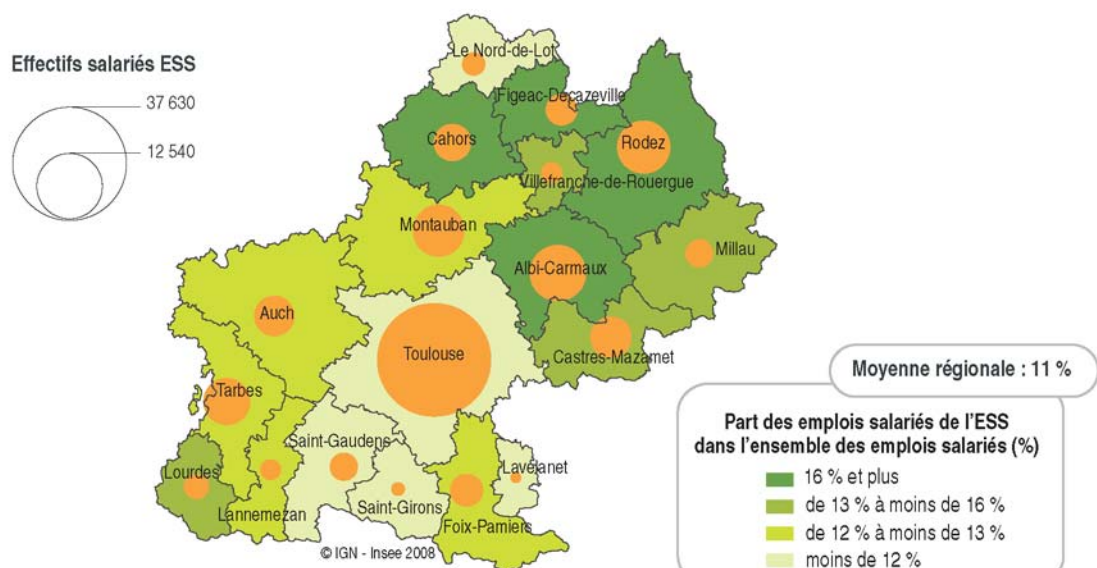 Effectifs salariés ESS
37 630
12 540
Le Nord-de-Lot
Figeac-Decazeville
Cahors
Rodez
Villefranche-de-Rouergue
Montauban
Millau
Albi-Carmaux
Auch
Toulouse
Castres-Mazamet
Tarbes
Saint-Gaudens
Lourdes
Lavelanet
Saint-Girons
Lannemezan
Foix-Pamiers
© IGN - Insee 2008
Moyenne régionale : 11 %
Part des emplois salariés de l'ESS
dans l'ensemble des emplois salariés (%)
16 % et plus
de 13 % à moins de 16 %
de 12 % à moins de 13 %
moins de 12 %